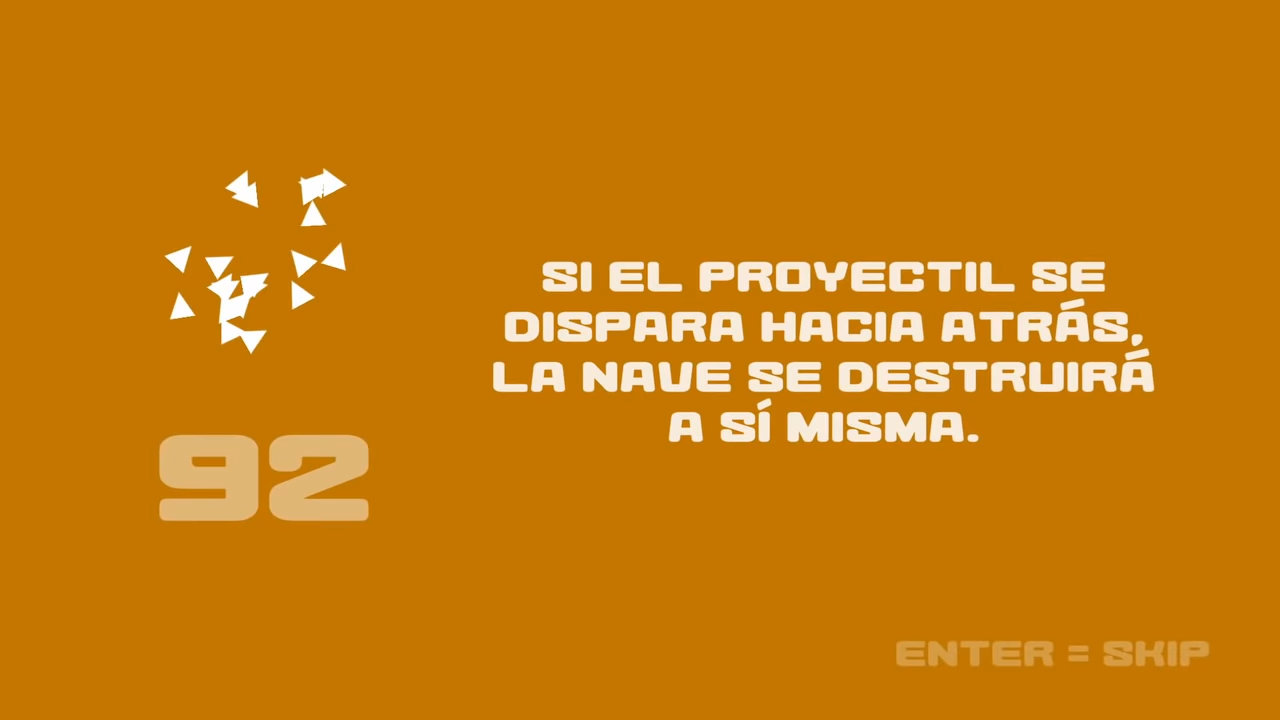 SI EL PROYECTIL SE
DISPARA HACIA ATRÁS,
LA NAVE SE DESTRUIRÁ
A SÍ MISMA.
92
ENTER = SKIP